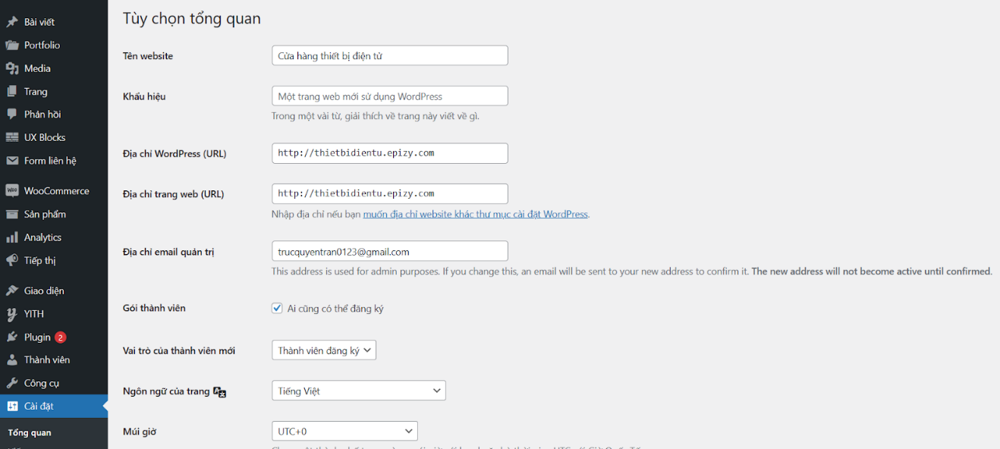 Bài viết
Portfolio
Media
Trang
Phản hồi
UX Blocks
Form liên hệ
WooCommerce
Sản phẩm
Analytics
Tiếp thị
Giao diện
YITH
Plugin 2
Thành viên
Công cụ
Cài đặt
Tổng quan
Tùy chọn tổng quan
Tên website
Cửa hàng thiết bị điện tử
Khẩu hiệu
Một trang web mới sử dụng WordPress
Trong một vài từ, giải thích về trang này viết về gì.
Địa chỉ WordPress (URL)
http://thietbidientu.epizy.com
Địa chỉ trang web (URL)
http://thietbidientu.epizy.com
Nhập địa chỉ nếu bạn muốn địa chỉ website khác thư mục cài đặt WordPress.
Địa chỉ email quản trị
trucquyentran0123@gmail.com
This address is used for admin purposes. If you change this, an email will be sent to your new address to confirm it. The new address will not become active until confirmed.
Gói thành viên
Ai cũng có thể đăng ký
Vai trò của thành viên mới
Thành viên đăng ký
Ngôn ngữ của trang
Tiếng Việt
Múi giờ
UTC+0